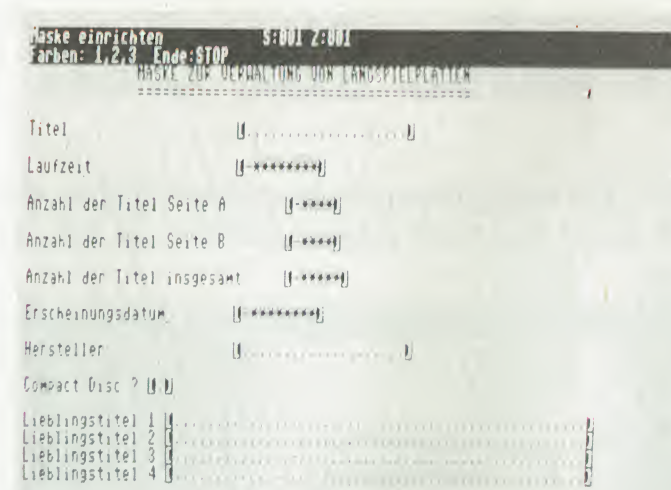 Maske einrichten S:001 Z:001
Farben: 1,2,3 Ende:STOP
MASKE ZUR VERWALTUNG VON LANGSPIELPLATTEN
=========================================
Titel [....................]
Laufzeit [-********]
Anzahl der Titel Seite A [-****]
Anzahl der Titel Seite B [-****]
Anzahl der Titel insgesamt [-*****]
Erscheinungsdatum [-********]
Hersteller [....................]
Compact Disc ? [ ]
Lieblingstitel 1 [..................................................]
Lieblingstitel 2 [..................................................]
Lieblingstitel 3 [..................................................]
Lieblingstitel 4 [..................................................]